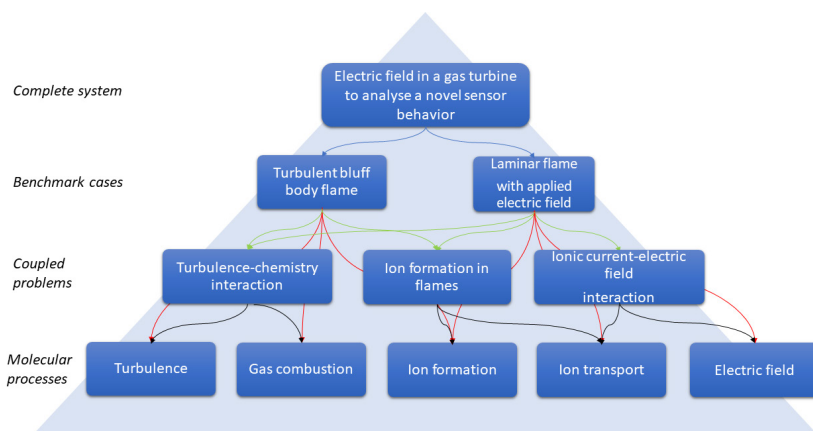 Complete system
Electric field in a gas turbine
to analyse a novel sensor
behavior
Benchmark cases
Turbulent bluff
body flame
Laminar flame
with applied
electric field
Coupled
problems
Turbulence-chemistry
interaction
Ion formation in
flames
Ionic current-electric
field
interaction
Molecular
processes
Turbulence
Gas combustion
Ion formation
Ion transport
Electric field